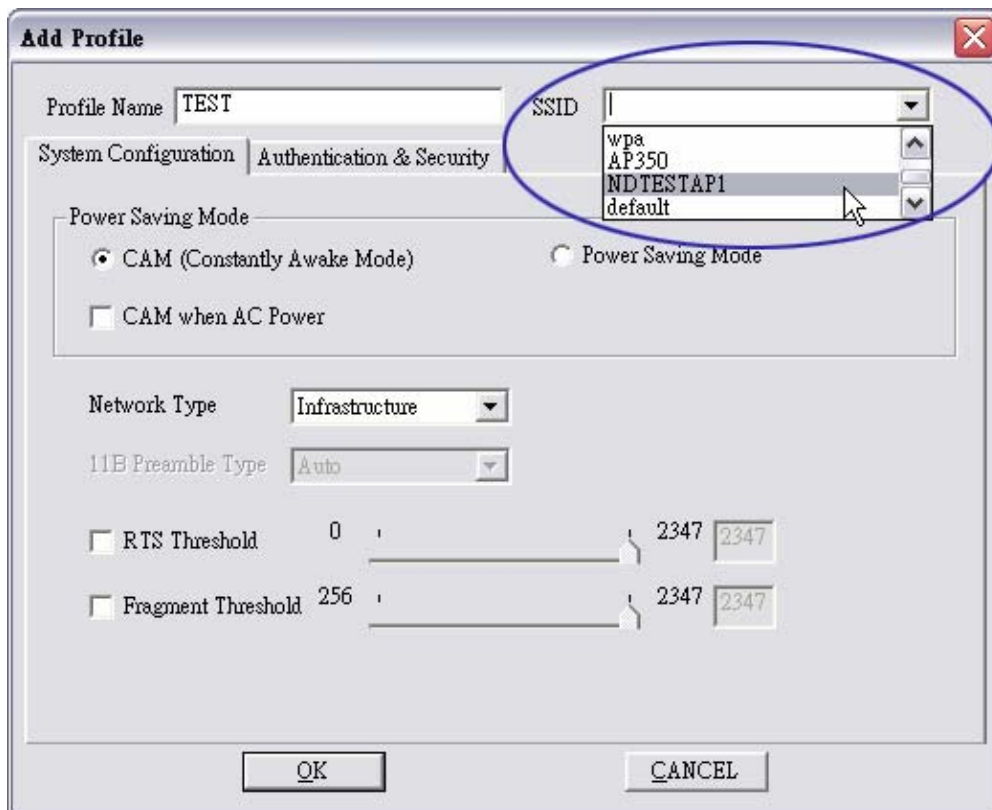 Add Profile
Profile Name TEST SSID
wpa
AP350
NDTESTAP1
default
System Configuration Authentication & Security
Power Saving Mode
CAM (Constantly Awake Mode) Power Saving Mode
CAM when AC Power
Network Type Infrastructure
11B Preamble Type Auto
RTS Threshold 0 2347 2347
Fragment Threshold 256 2347 2347
OK CANCEL